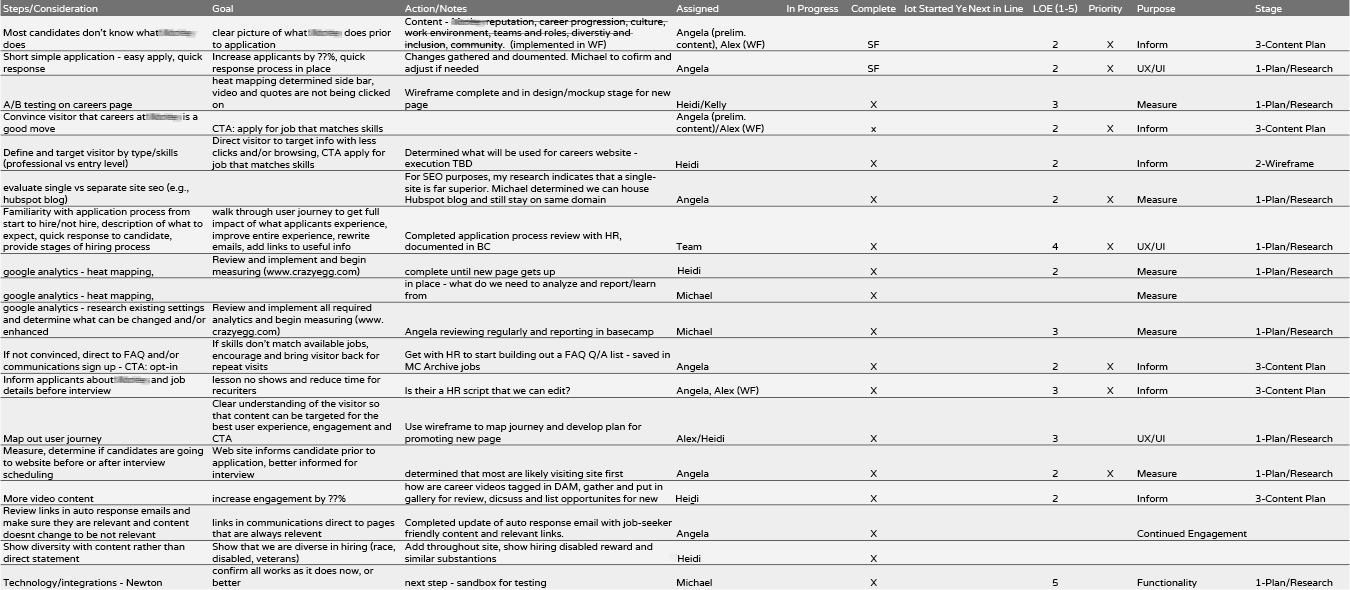 Steps/Consideration Goal Action/Notes Assigned In Progress Complete lot Started Ye Next in Line LOE (1-5) Priority Purpose Stage
Most candidates don't know what does
clear picture of what does prior to application
Content - reputation, career progression, culture,
work environment, teams and roles, diverstiy and
inclusion, community. (implemented in WF)
Angela (prelim.
content), Alex (WF)
SF 2 X Inform 3-Content Plan
Short simple application - easy apply, quick
response
Increase applicants by ??%, quick
response process in place
Changes gathered and doumented. Michael to cofirm and
adjust if needed
Angela SF 2 X UX/UI 1-Plan/Research
A/B testing on careers page
heat mapping determined side bar,
video and quotes are not being clicked
on
Wireframe complete and in design/mockup stage for new
page
Heidi/Kelly X 3 Measure 1-Plan/Research
Convince visitor that careers at is a
good move
CTA: apply for job that matches skills
Angela (prelim.
content)/Alex (WF)
x 2 X Inform 3-Content Plan
Define and target visitor by type/skills
(professional vs entry level)
Direct visitor to target info with less
clicks and/or browsing, CTA apply for
job that matches skills
Determined what will be used for careers website -
execution TBD
Heidi X 2 Inform 2-Wireframe
evaluate single vs separate site seo (e.g.,
hubspot blog)
For SEO purposes, my research indicates that a single-
site is far superior. Michael determined we can house
Hubspot blog and still stay on same domain
Angela X 2 X Measure 1-Plan/Research
Familiarity with application process from
start to hire/not hire, description of what to
expect, quick response to candidate,
provide stages of hiring process
walk through user journey to get full
impact of what applicants experience,
improve entire experience, rewrite
emails, add links to useful info
Completed application process review with HR,
documented in BC
Team X 4 X UX/UI 1-Plan/Research
google analytics - heat mapping,
Review and implement and begin
measuring (www.crazyegg.com)
complete until new page gets up
Heidi X 2 Measure 1-Plan/Research
google analytics - heat mapping,
in place - what do we need to analyze and report/learn
from
Michael X Measure
google analytics - research existing settings
and determine what can be changed and/or
enhanced
Review and implement all required
analytics and begin measuring (www.
crazyegg.com)
Angela reviewing regularly and reporting in basecamp
Michael X 3 Measure 1-Plan/Research
If not convinced, direct to FAQ and/or
communications sign up - CTA: opt-in
If skills don't match available jobs,
encourage and bring visitor back for
repeat visits
Get with HR to start building out a FAQ Q/A list - saved in
MC Archive jobs
Angela X 2 X Inform 3-Content Plan
Inform applicants about and job
details before interview
lesson no shows and reduce time for
recuriters
Is their a HR script that we can edit?
Angela, Alex (WF) X 3 X Inform 3-Content Plan
Map out user journey
Clear understanding of the visitor so
that content can be targeted for the
best user experience, engagement and
CTA
Use wireframe to map journey and develop plan for
promoting new page
Alex/Heidi X 3 UX/UI 1-Plan/Research
Measure, determine if candidates are going
to website before or after interview
scheduling
Web site informs candidate prior to
application, better informed for
interview
determined that most are likely visiting site first
Angela X 2 X Measure 1-Plan/Research
More video content
increase engagement by ??%
how are career videos tagged in DAM, gather and put in
gallery for review, dicsuss and list opportunites for new
Heidi X 2 Inform 3-Content Plan
Review links in auto response emails and
make sure they are relevant and content
doesnt change to be not relevant
links in communications direct to pages
that are always relevent
Completed update of auto response email with job-seeker
friendly content and relevant links.
Angela X Continued Engagement
Show diversity with content rather than
direct statement
Show that we are diverse in hiring (race,
disabled, veterans)
Add throughout site, show hiring disabled reward and
similar substantions
Heidi X
Technology/integrations - Newton
confirm all works as it does now, or
better
next step - sandbox for testing
Michael X 5 Functionality 1-Plan/Research